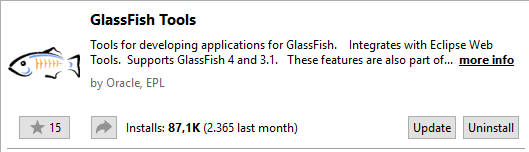 GlassFish Tools
Tools for developing applications for GlassFish. Integrates with Eclipse Web
Tools. Supports GlassFish 4 and 3.1. These features are also part of... more info
by Oracle, EPL
15 Installs: 87,1K (2.365 last month) Update Uninstall